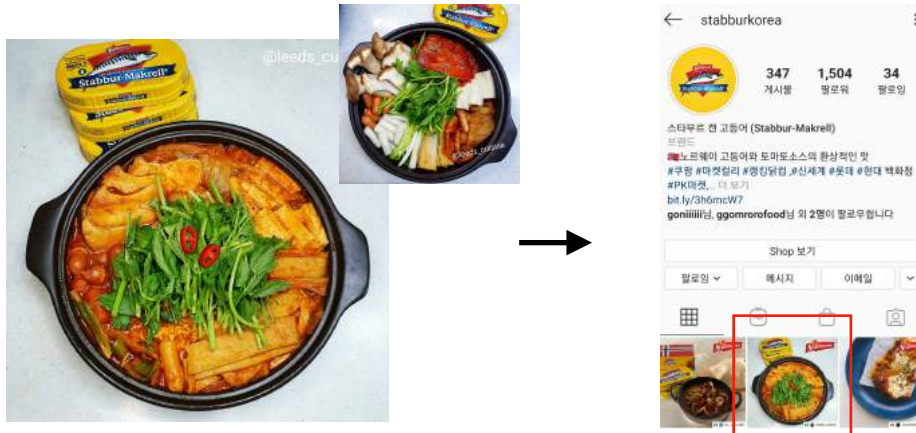 @leeds_cu
Stabbur-Makrell
@leeds_cuisine
stabburkorea
347
1,504
34
게시물
팔로워
팔로잉
스타부르 캔 고등어 (Stabbur-Makrell)
브랜드
🇳🇴노르웨이 고등어와 토마토소스의 환상적인 맛
#쿠팡 #마켓컬리 #랭킹닭컴 ,#신세계 #롯데 #현대 백화점
#PK마켓,... 더 보기
bit.ly/3h6mcW7
goniiiiii님, ggomrorofood님 외 2명이 팔로우합니다
Shop 보기
팔로잉
메시지
이메일